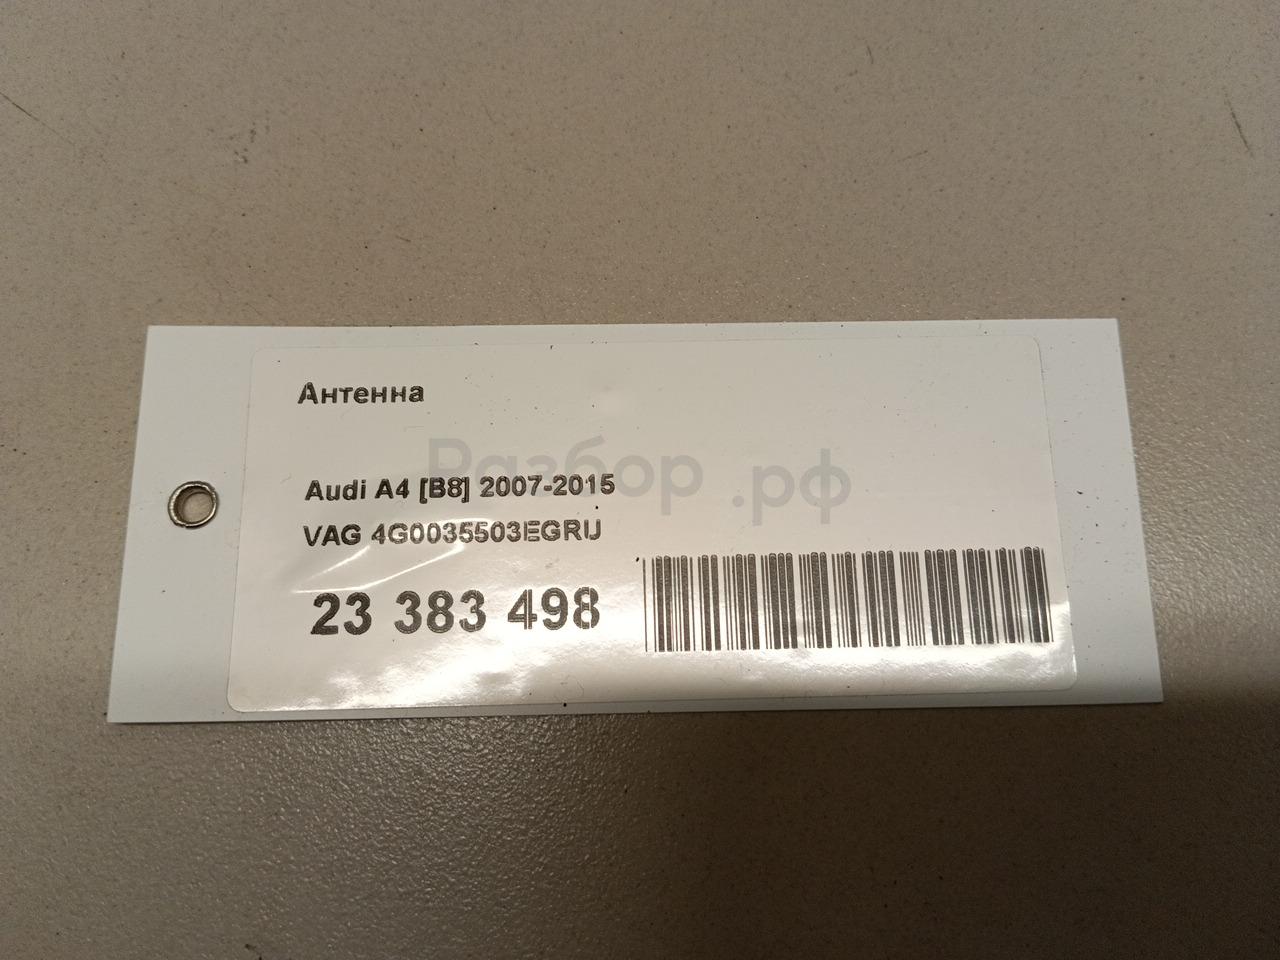 Антенна
Разбор.рф
Audi A4 [B8] 2007-2015
VAG 4G0035503EGRU
23 383 498